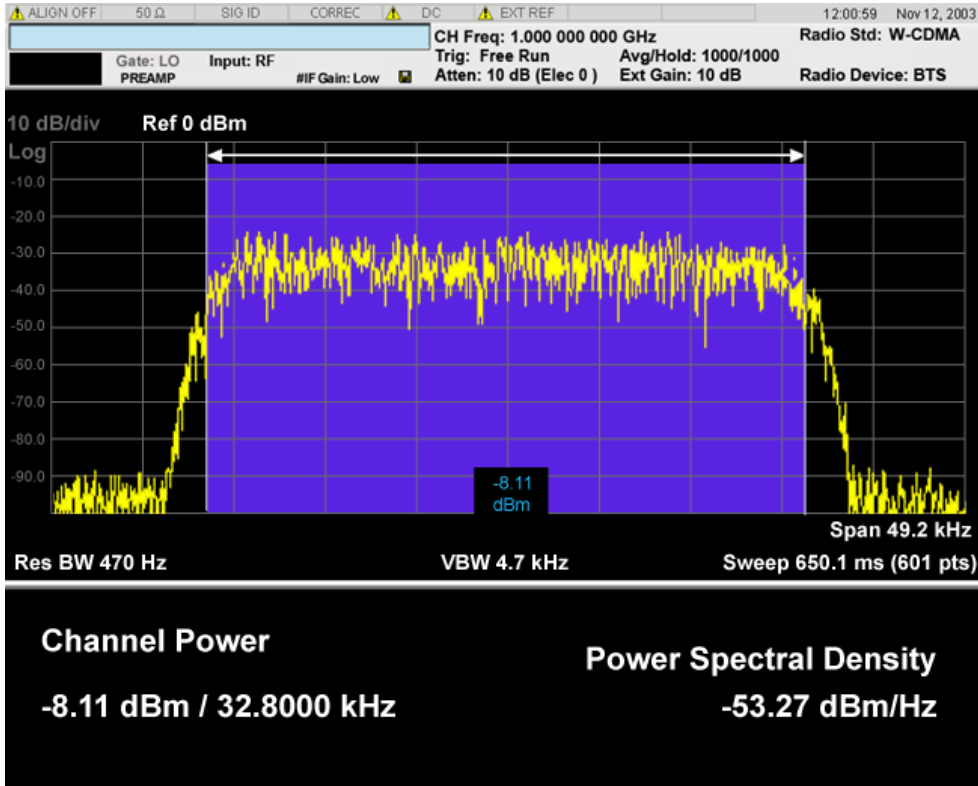 ALIGN OFF 50 Ω SIG ID CORREC DC EXT REF 12:00:59 Nov 12, 2003
CH Freq: 1.000 000 000 GHz Radio Std: W-CDMA
Gate: LO Input: RF Trig: Free Run Avg/Hold: 1000/1000
PREAMP #IF Gain: Low Atten: 10 dB (Elec 0 ) Ext Gain: 10 dB Radio Device: BTS
10 dB/div Ref 0 dBm
Log
-10.0
-20.0
-30.0
-40.0
-50.0
-60.0
-70.0
-80.0
-90.0
-8.11
dBm
Span 49.2 kHz
Res BW 470 Hz VBW 4.7 kHz Sweep 650.1 ms (601 pts)
Channel Power
Power Spectral Density
-8.11 dBm / 32.8000 kHz -53.27 dBm/Hz